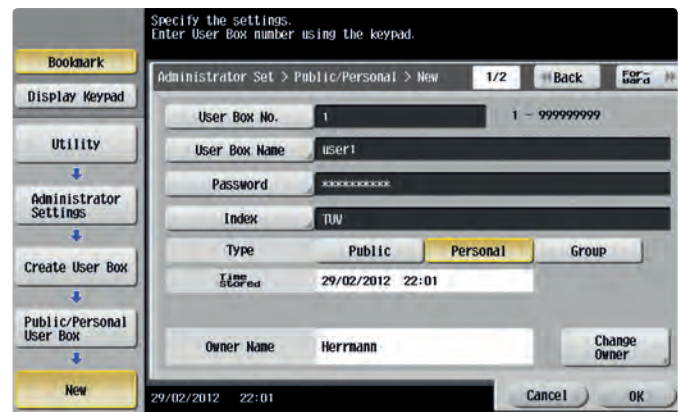 Specify the settings.
Enter User Box number using the keypad.
Bookmark
Display Keypad
Utility
Administrator
Settings
Create User Box
Public/Personal
User Box
New
Administrator Set > Public/Personal > New 1/2 Back For-
ward
User Box No. 1 1 - 999999999
User Box Name user1
Password **********
Index TUV
Type Public Personal Group
Time
Stored 29/02/2012 22:01
Owner Name Herrmann Change
Owner
29/02/2012 22:01 Cancel OK